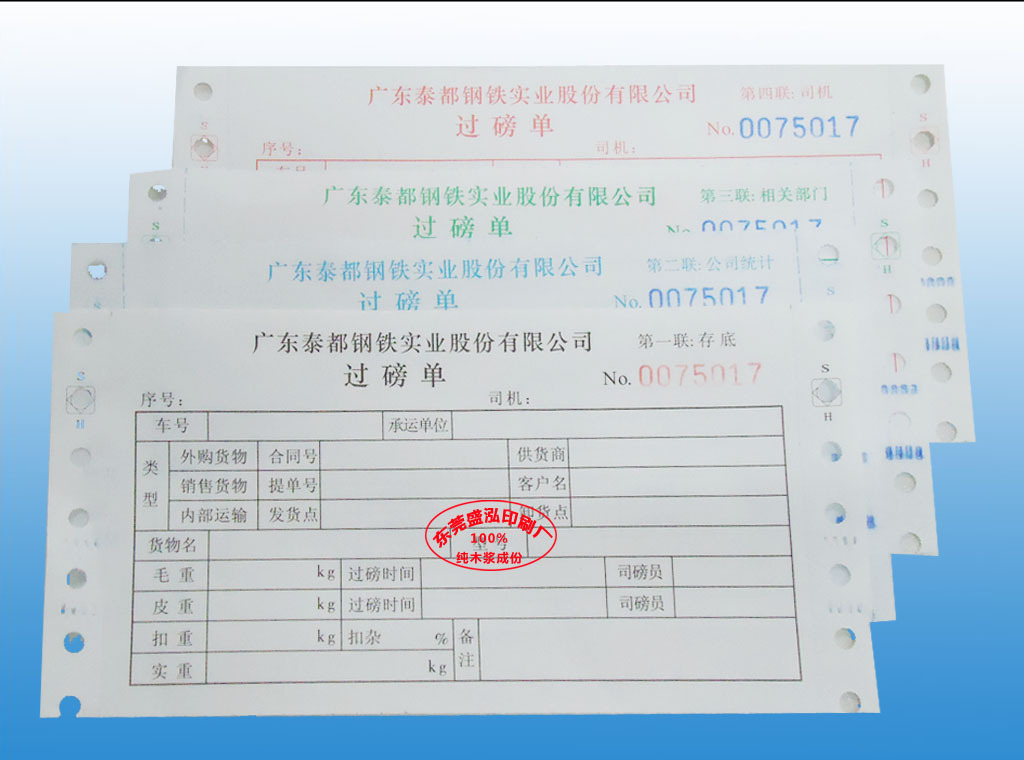 广东泰都钢铁实业股份有限公司 第四联:司机
过磅单 No.0075017
序号: 司机:
S
S
H
H
车号
广东泰都钢铁实业股份有限公司 第三联:相关部门
过磅单 No.0075017
S
S
H
广东泰都钢铁实业股份有限公司 第二联:公司统计
过磅单 No.0075017
S
S
广东泰都钢铁实业股份有限公司 第一联:存底
过磅单 No.0075017
序号: 司机:
S
S
H
H
车号 承运单位
类型
外购货物 合同号 供货商
销售货物 提单号 客户名
内部运输 发货点 卸货点
货物名 型号
毛重 kg 过磅时间 司磅员
皮重 kg 过磅时间 司磅员
扣重 kg 扣杂 % 备注
实重 kg
东莞盛泓印刷厂
100%
纯木浆成份